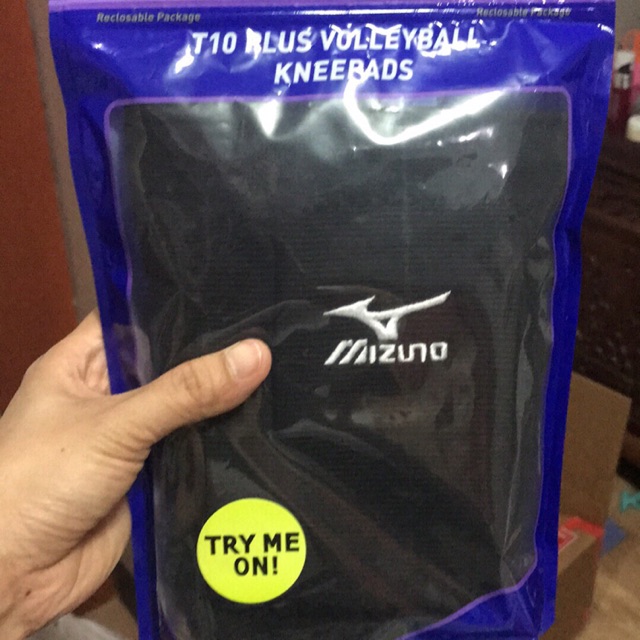 Reclosable Package
Reclosable Package
T10 PLUS VOLLEYBALL
KNEEPADS
MIZUNO
TRY ME
ON!